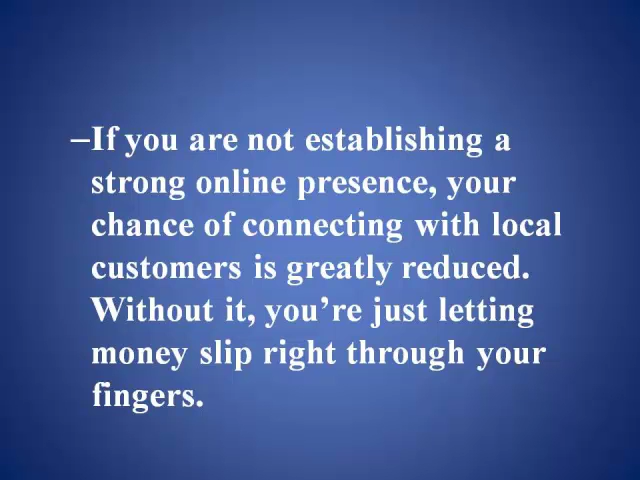 –If you are not establishing a
strong online presence, your
chance of connecting with local
customers is greatly reduced.
Without it, you’re just letting
money slip right through your
fingers.